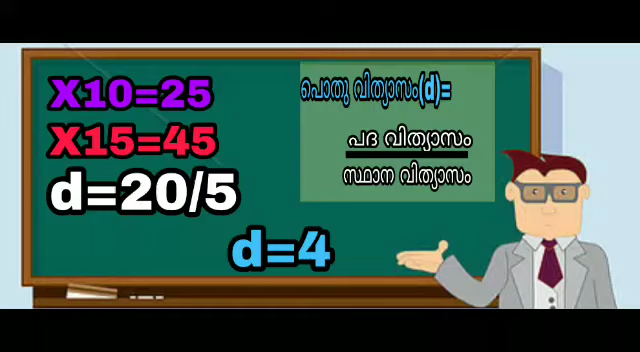 X10=25
X15=45
d=20/5
d=4
പൊതു വിത്യാസം(d)=
പദ വിത്യാസം
സ്ഥാന വിത്യാസം